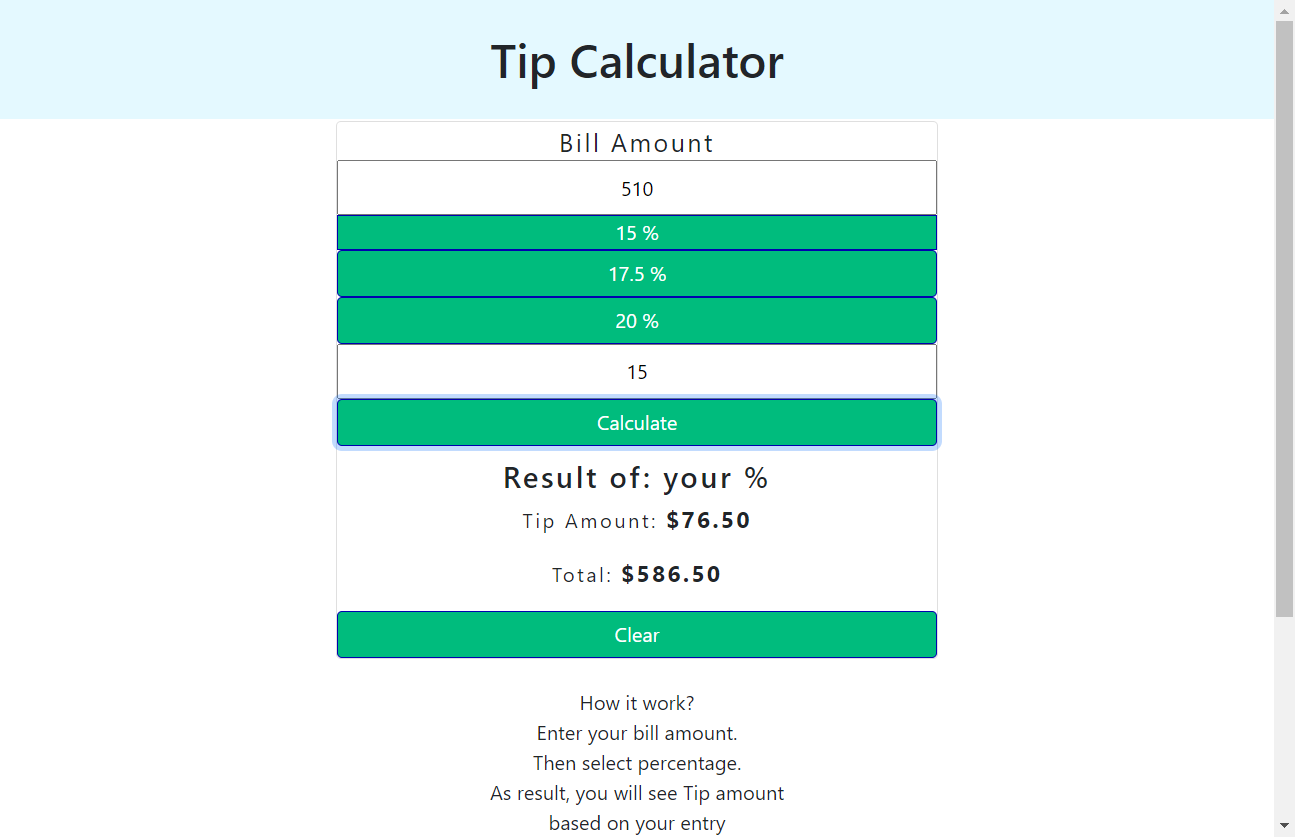 Tip Calculator
Bill Amount
510
15 %
17.5 %
20 %
15
Calculate
Result of: your %
Tip Amount: $76.50
Total: $586.50
Clear
How it work?
Enter your bill amount.
Then select percentage.
As result, you will see Tip amount
based on your entry